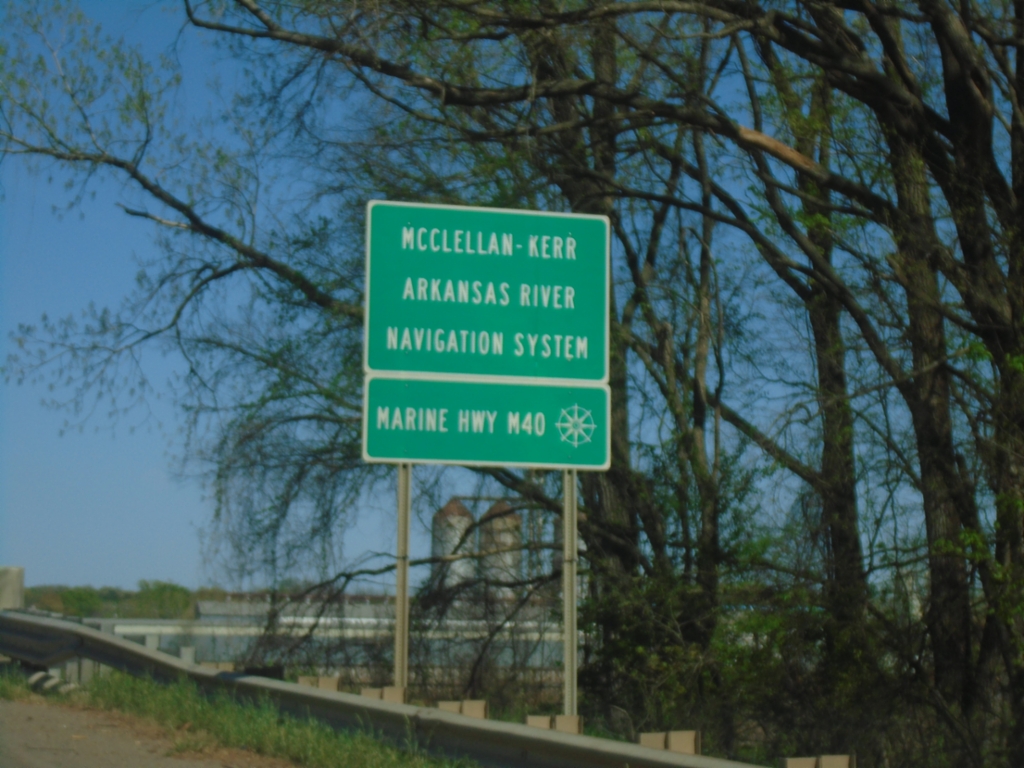 MCCLELLAN-KERR
ARKANSAS RIVER
NAVIGATION SYSTEM
MARINE HWY M40